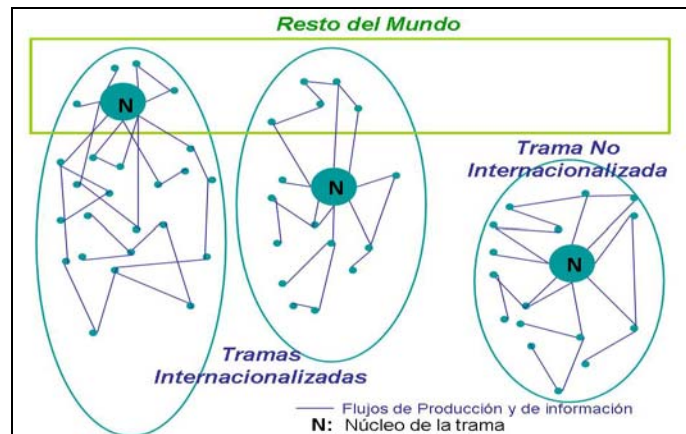 Resto del Mundo
N
N
Trama No
Internacionalizada
N
Tramas
Internacionalizadas
Flujos de Producción y de información
N: Núcleo de la trama